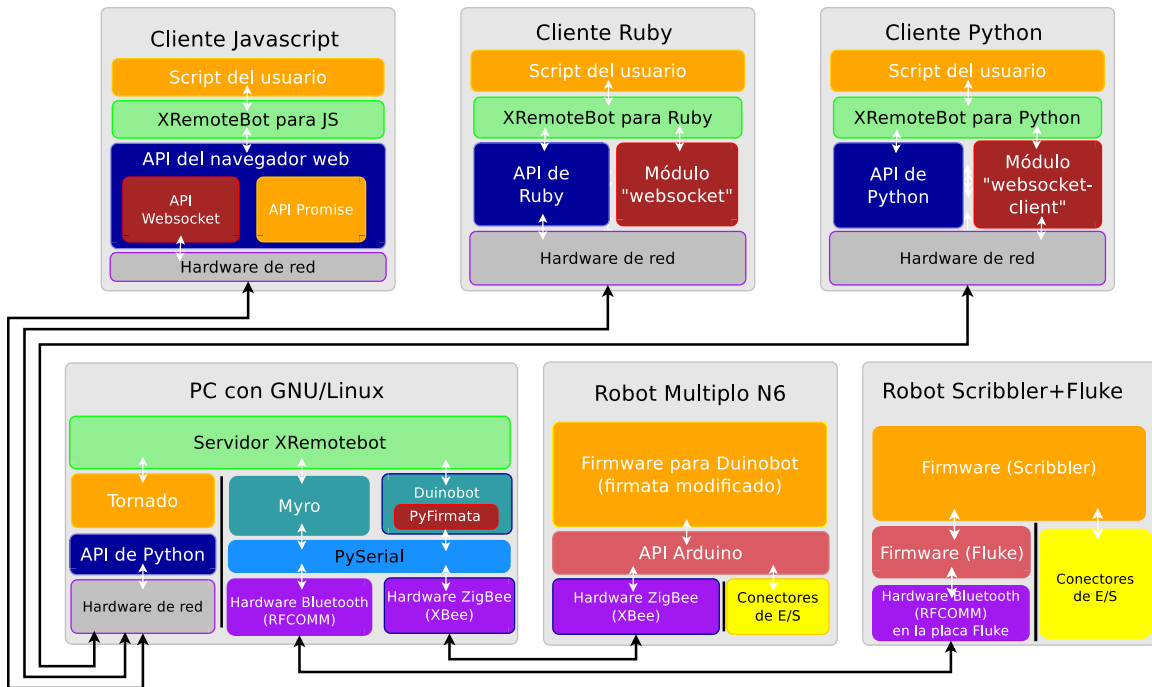 Cliente Javascript
Script del usuario
XRemoteBot para JS
API del navegador web
API
Websocket
API Promise
Hardware de red
Cliente Ruby
Script del usuario
XRemoteBot para Ruby
API de
Ruby
Módulo
"websocket"
Hardware de red
Cliente Python
Script del usuario
XRemoteBot para Python
API de
Python
Módulo
"websocket-
client"
Hardware de red
PC con GNU/Linux
Servidor XRemotebot
Tornado
API de Python
Hardware de red
Myro
Duinobot
PyFirmata
PySerial
Hardware Bluetooth
(RFCOMM)
Hardware ZigBee
(XBee)
Robot Multiplo N6
Firmware para Duinobot
(firmata modificado)
API Arduino
Hardware ZigBee
(XBee)
Conectores
de E/S
Robot Scribbler+Fluke
Firmware (Scribbler)
Firmware (Fluke)
Hardware Bluetooth
(RFCOMM)
en la placa Fluke
Conectores
de E/S